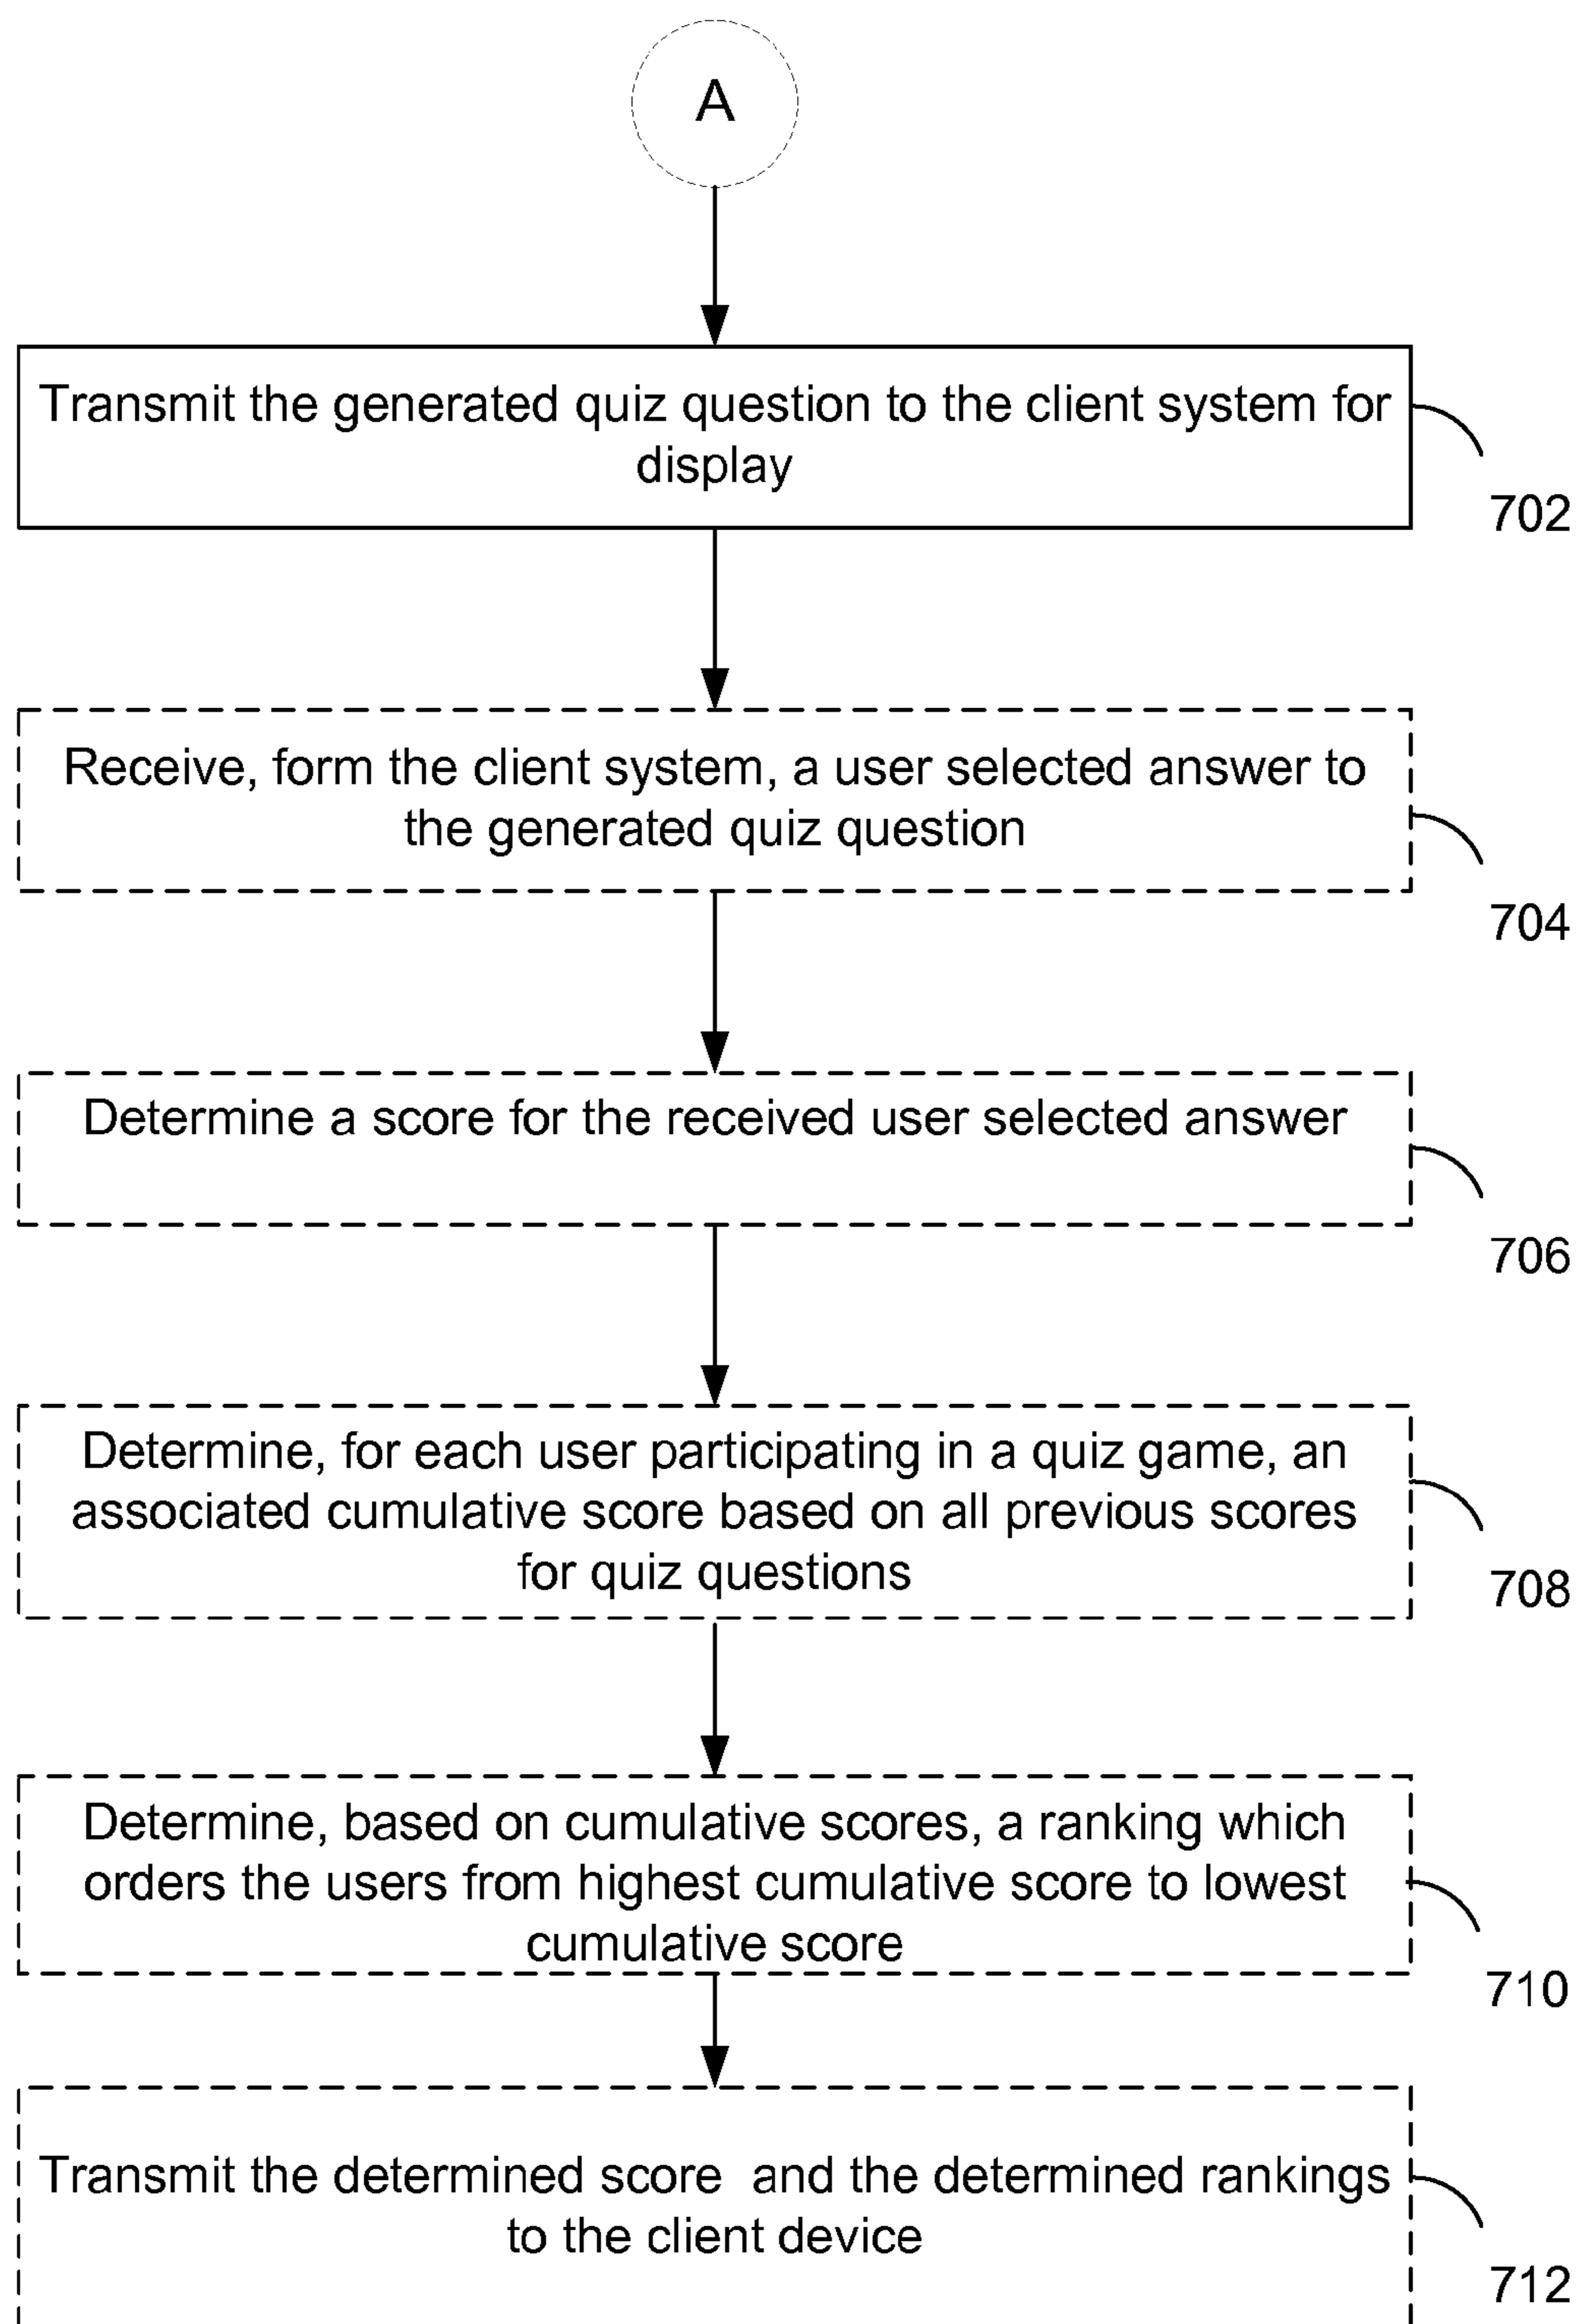 A
Transmit the generated quiz question to the client system for
display
702
Receive, form the client system, a user selected answer to
the generated quiz question
704
Determine a score for the received user selected answer
706
Determine, for each user participating in a quiz game, an
associated cumulative score based on all previous scores
for quiz questions
708
Determine, based on cumulative scores, a ranking which
orders the users from highest cumulative score to lowest
cumulative score
710
Transmit the determined score  and the determined rankings
to the client device
712